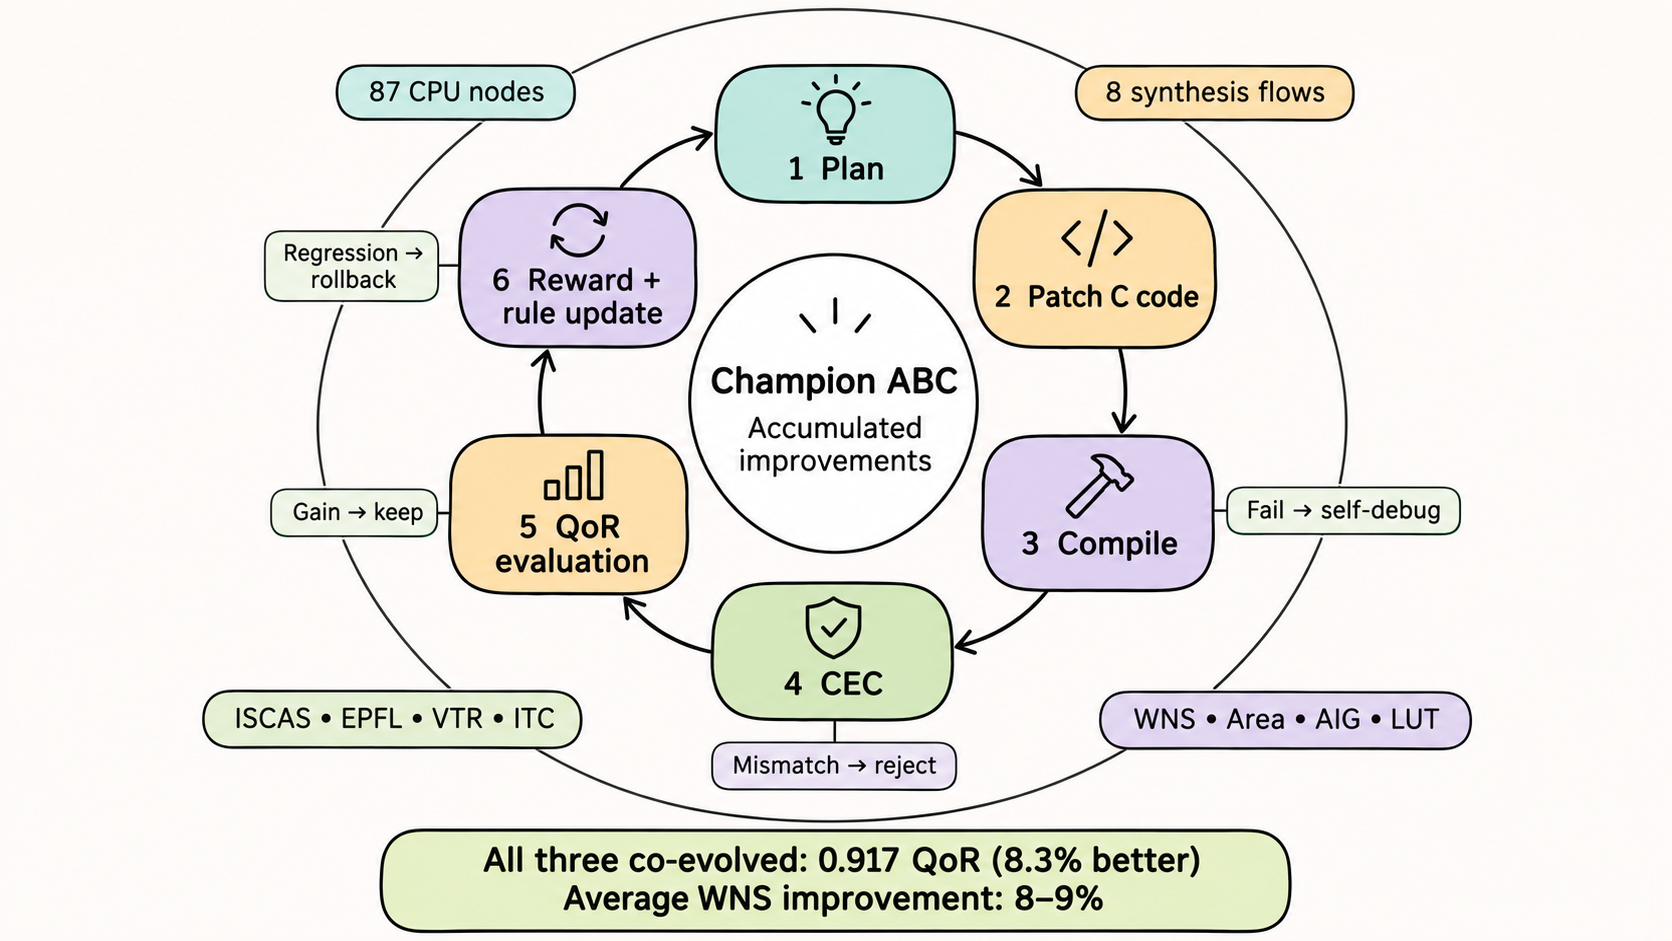 87 CPU nodes
8 synthesis flows
1 Plan
2 Patch C code
3 Compile
Fail → self-debug
4 CEC
Mismatch → reject
5 QoR
evaluation
Gain → keep
6 Reward +
rule update
Regression →
rollback
Champion ABC
Accumulated
improvements
ISCAS • EPFL • VTR • ITC
WNS • Area • AIG • LUT
All three co-evolved: 0.917 QoR (8.3% better)
Average WNS improvement: 8–9%